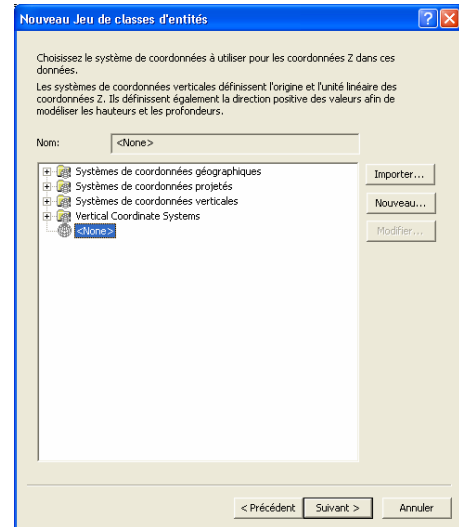 Nouveau Jeu de classes d'entités
Choisissez le système de coordonnées à utiliser pour les coordonnées Z dans ces
données.
Les systèmes de coordonnées verticales définissent l'origine et l'unité linéaire des
coordonnées Z. Ils définissent également la direction positive des valeurs afin de
modéliser les hauteurs et les profondeurs.
Nom: <None>
Systèmes de coordonnées géographiques
Systèmes de coordonnées projetés
Systèmes de coordonnées verticales
Vertical Coordinate Systems
<None>
Importer...
Nouveau...
Modifier...
< Précédent Suivant > Annuler